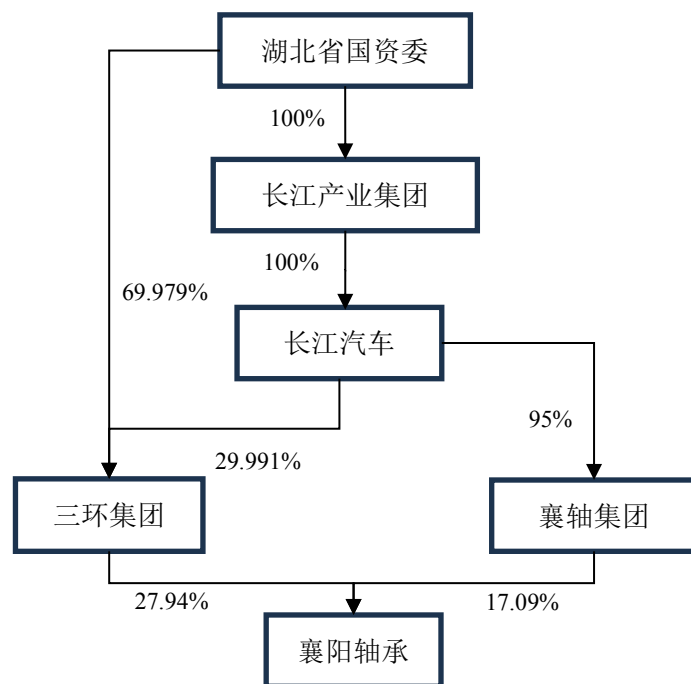 湖北省国资委
100%
长江产业集团
100%
69.979%
长江汽车
95%
29.991%
三环集团
襄轴集团
27.94%
17.09%
襄阳轴承